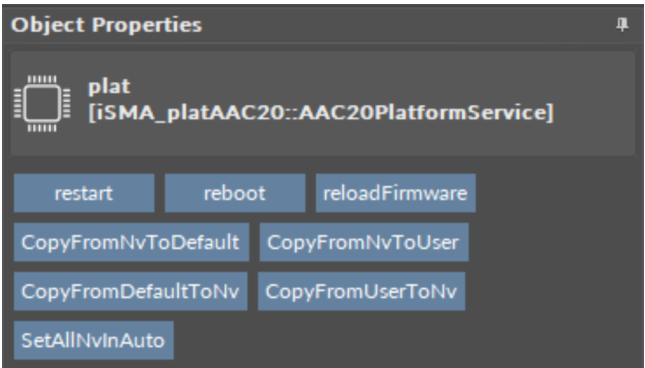 Object Properties
plat
[iSMA_platAAC20::AAC20PlatformService]
restart reboot reloadFirmware
CopyFromNvToDefault CopyFromNvToUser
CopyFromDefaultToNv CopyFromUserToNv
SetAllNvInAuto